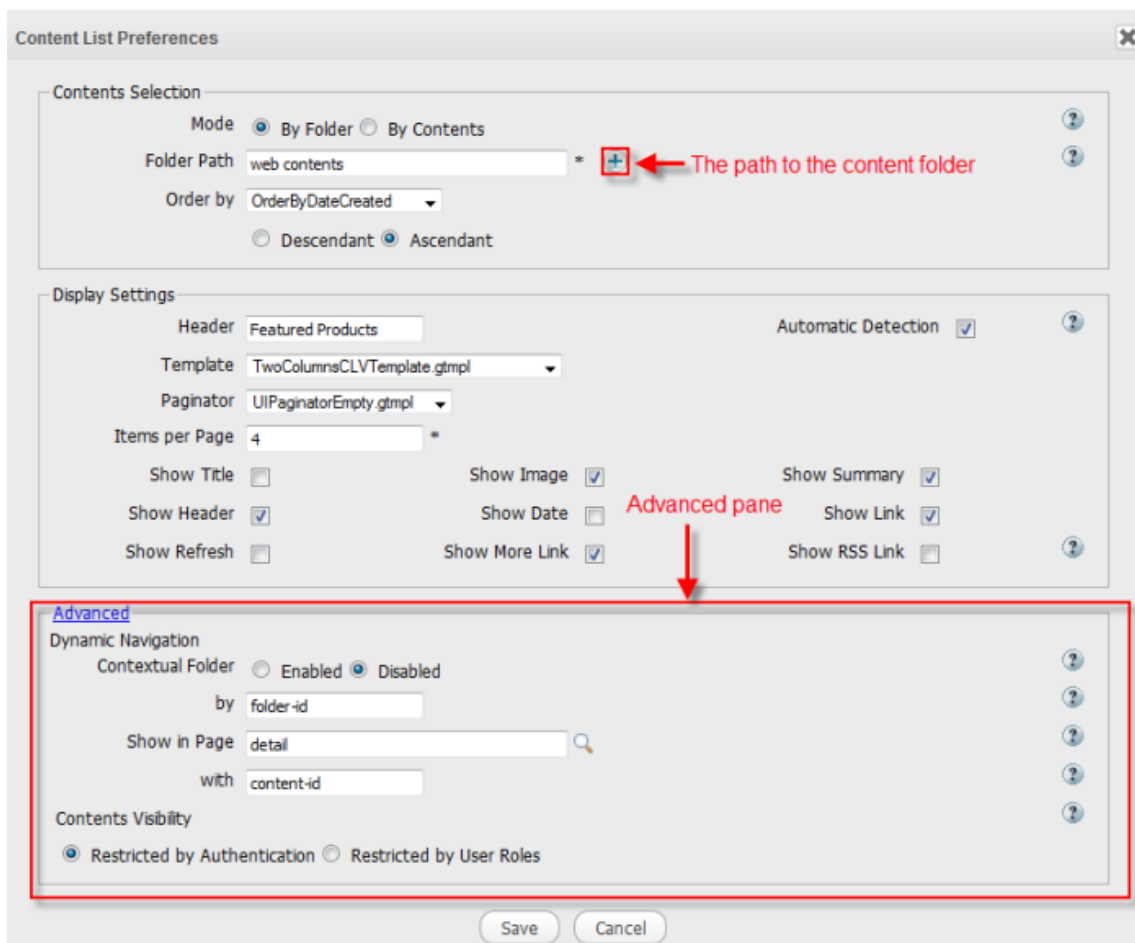 Content List Preferences
Contents Selection
Mode By Folder By Contents
Folder Path web contents * The path to the content folder
Order by OrderByDateCreated
Descendant Ascendant
Display Settings
Header Featured Products Automatic Detection
Template TwoColumnsCLVTemplate.gtmpl
Paginator UIPaginatorEmpty.gtmpl
Items per Page 4 *
Show Title Show Image Show Summary
Show Header Show Date Advanced pane Show Link
Show Refresh Show More Link Show RSS Link
Advanced
Dynamic Navigation
Contextual Folder Enabled Disabled
by folder-id
Show in Page detail
with content-id
Contents Visibility
Restricted by Authentication Restricted by User Roles
Save Cancel